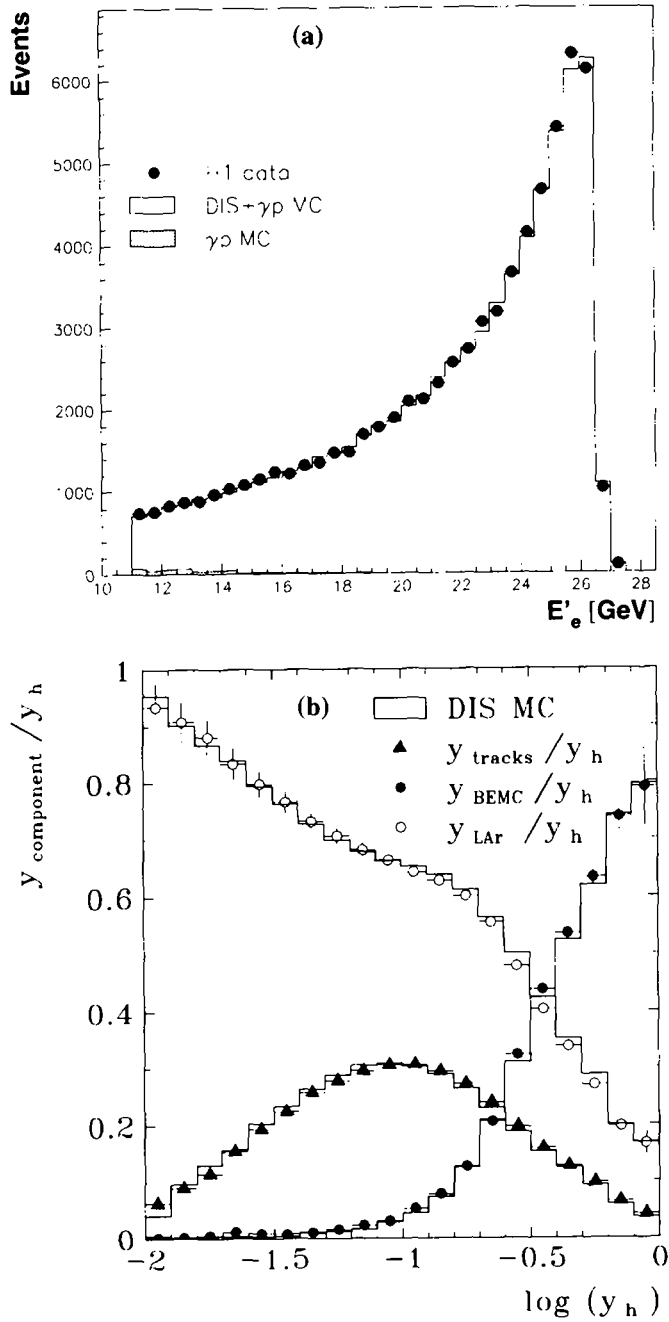 Events
(a)
6000
5000
4000
3000
2000
1000
0
H1 data
DIS+γp MC
γp MC
10 12 14 16 18 20 22 24 26 28
E'e [GeV]
(b)
y component / y h
1
0.8
0.6
0.4
0.2
0
DIS MC
y tracks / y h
y BEMC / y h
y LAr / y h
-2 -1.5 -1 -0.5 0
log (y h)